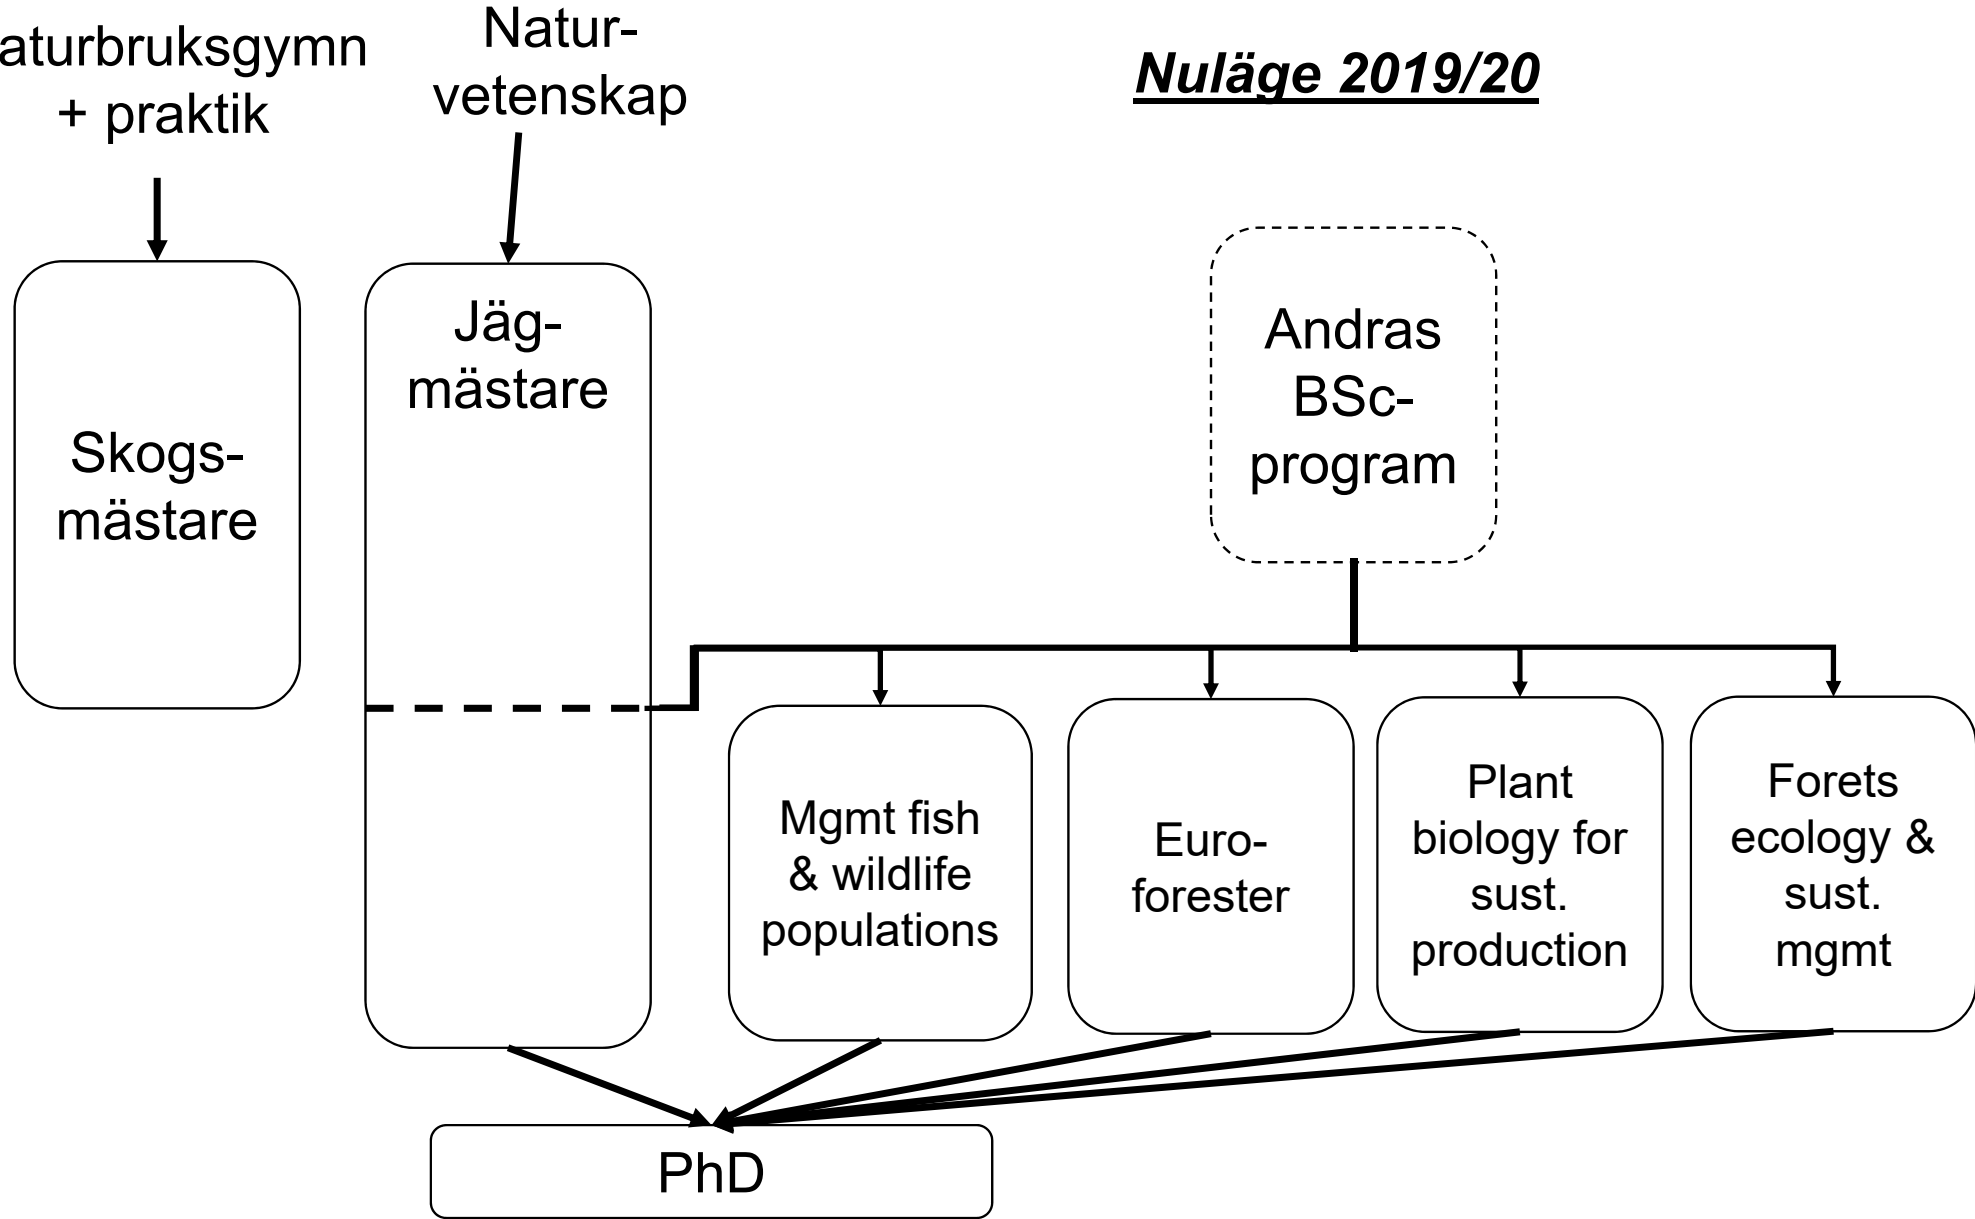 aturbruksgymn
+ praktik
Natur-
vetenskap
Nuläge 2019/20
Skogs-
mästare
Jäg-
mästare
Andras
BSc-
program
Mgmt fish
& wildlife
populations
Euro-
forester
Plant
biology for
sust.
production
Forets
ecology &
sust.
mgmt
PhD